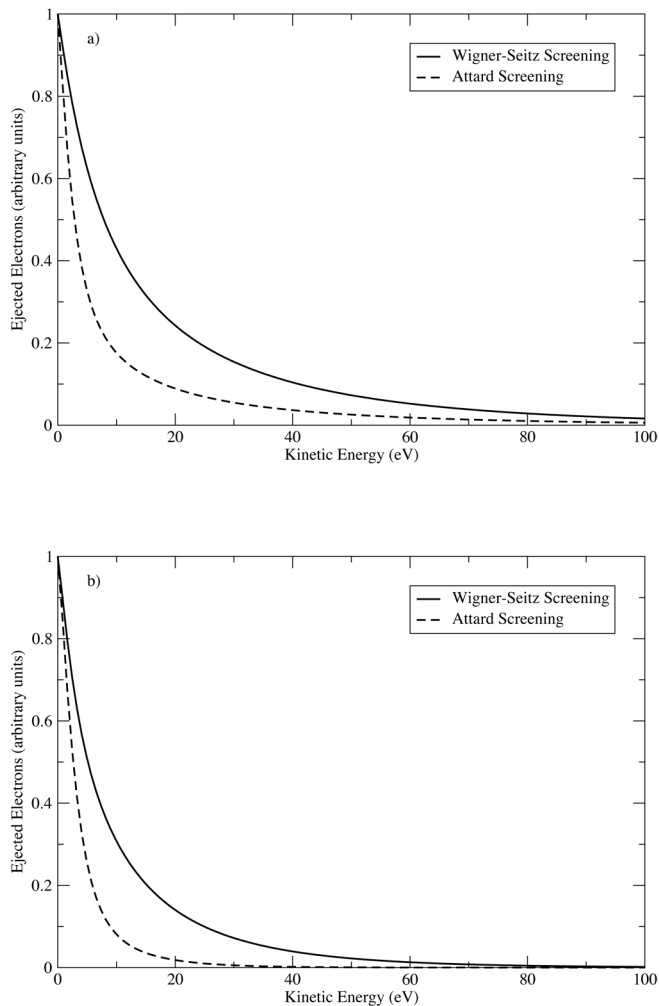 1
a)
Wigner-Seitz Screening
Attard Screening
0.8
0.6
0.4
0.2
0
Ejected Electrons (arbitrary units)
0 20 40 60 80 100
Kinetic Energy (eV)
1
b)
Wigner-Seitz Screening
Attard Screening
0.8
0.6
0.4
0.2
0
Ejected Electrons (arbitrary units)
0 20 40 60 80 100
Kinetic Energy (eV)